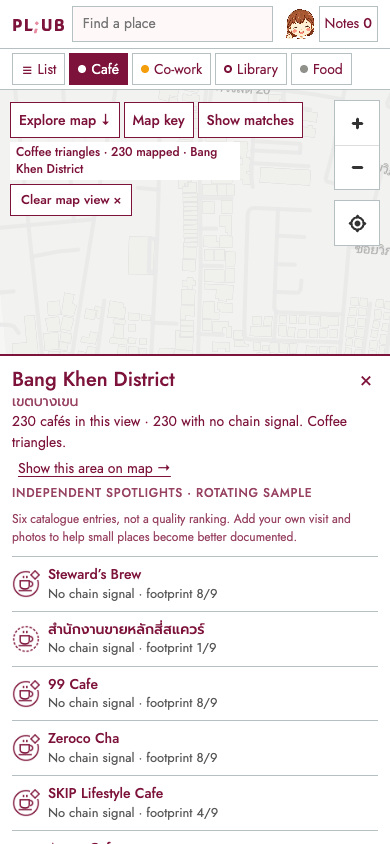 PL;UB
Find a place
Notes 0
List
Café
Co-work
Library
Food
Explore map ↓
Map key
Show matches
Coffee triangles · 230 mapped · Bang
Khen District
Clear map view ×
+
−
Bang Khen District
×
เขตบางเขน
230 cafés in this view · 230 with no chain signal. Coffee
triangles.
Show this area on map →
INDEPENDENT SPOTLIGHTS · ROTATING SAMPLE
Six catalogue entries, not a quality ranking. Add your own visit and
photos to help small places become better documented.
Steward's Brew
No chain signal · footprint 8/9
สำนักงานขายหลักสี่สแควร์
No chain signal · footprint 1/9
99 Cafe
No chain signal · footprint 8/9
Zeroco Cha
No chain signal · footprint 8/9
SKIP Lifestyle Cafe
No chain signal · footprint 4/9